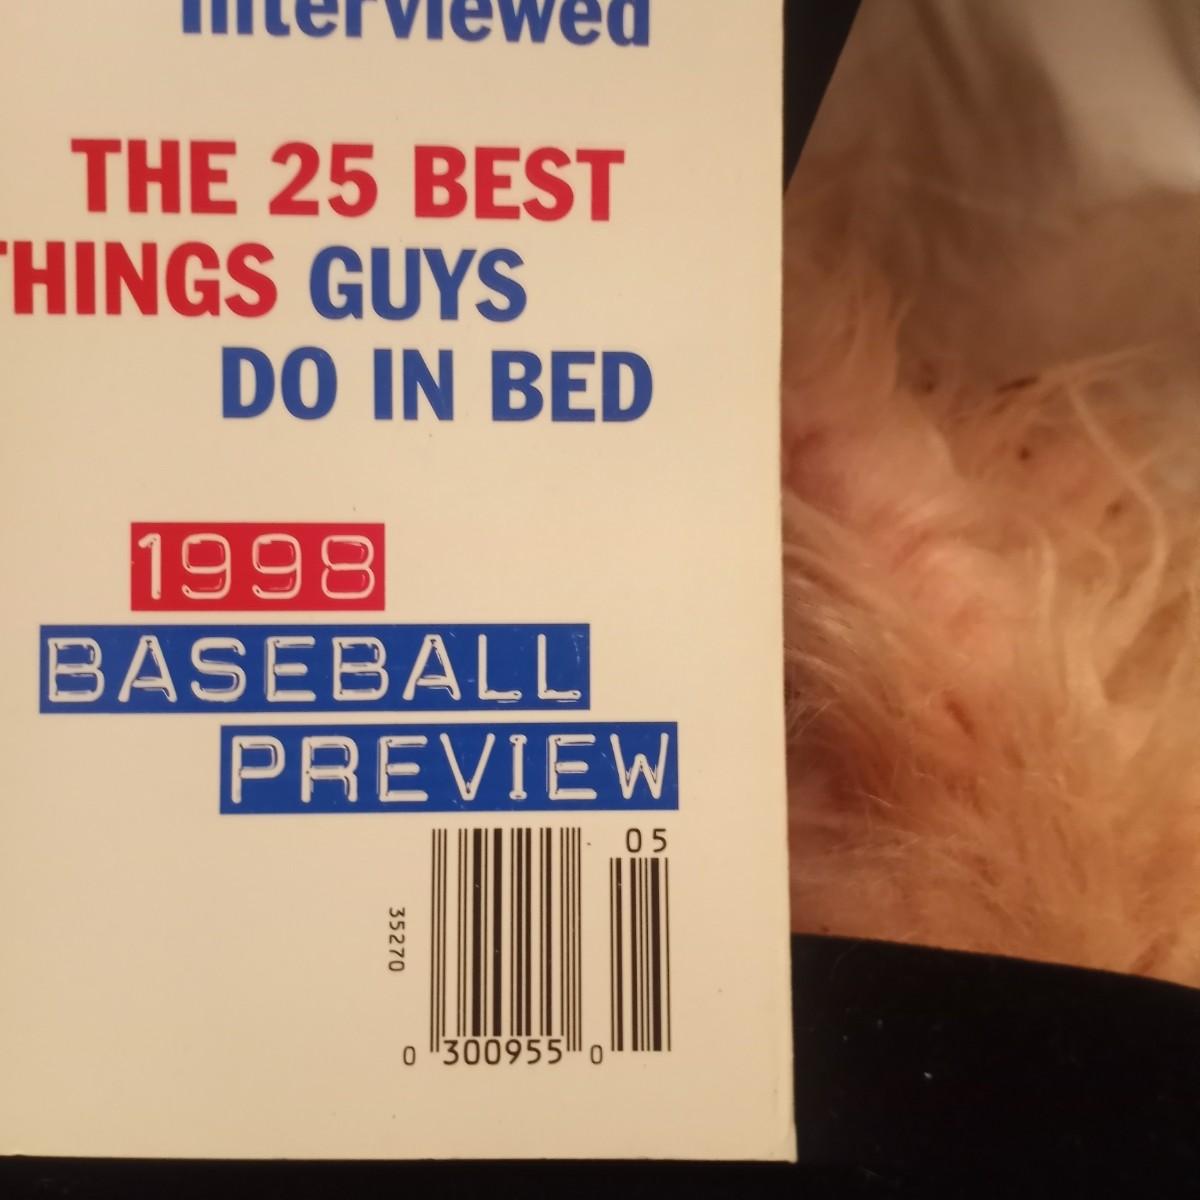 Interviewed
THE 25 BEST
THINGS GUYS
DO IN BED
1998
BASEBALL
PREVIEW
05
35270
0 300955 0